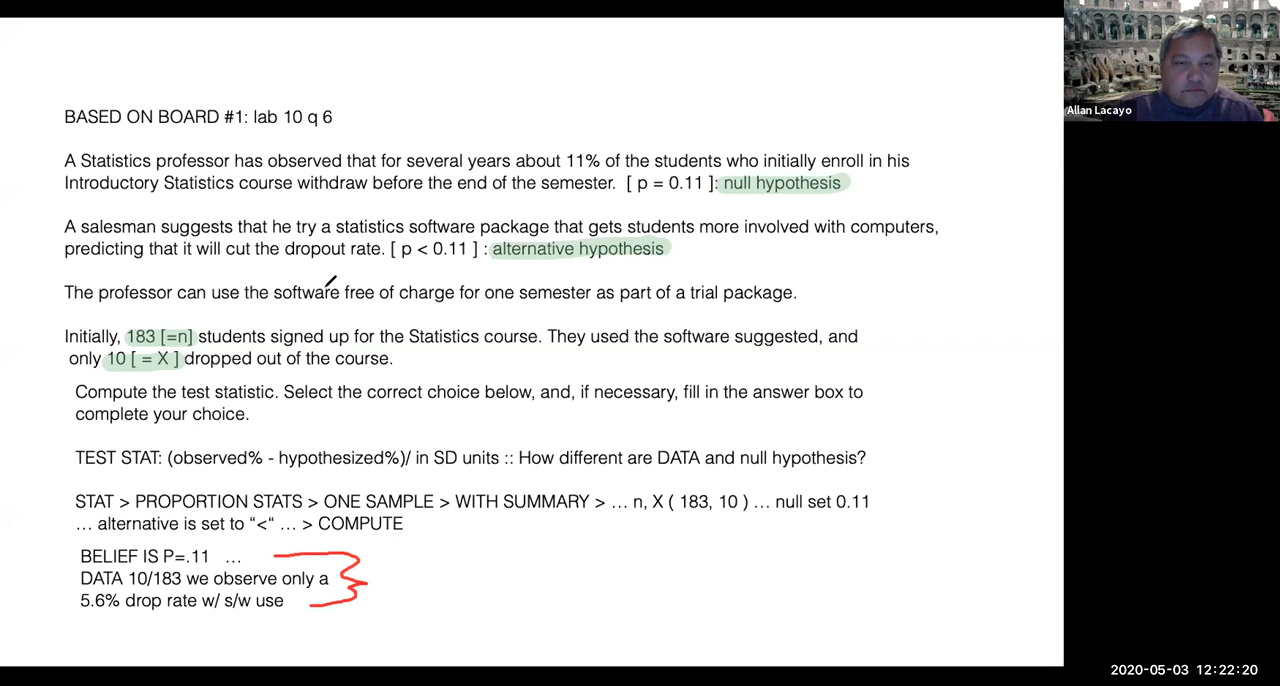 BASED ON BOARD #1: lab 10 q 6
A Statistics professor has observed that for several years about 11% of the students who initially enroll in his
Introductory Statistics course withdraw before the end of the semester. [ p = 0.11 ]: null hypothesis
A salesman suggests that he try a statistics software package that gets students more involved with computers,
predicting that it will cut the dropout rate. [ p < 0.11 ] : alternative hypothesis
The professor can use the software free of charge for one semester as part of a trial package.
Initially, 183 [=n] students signed up for the Statistics course. They used the software suggested, and
only 10 [ = X ] dropped out of the course.
Compute the test statistic. Select the correct choice below, and, if necessary, fill in the answer box to
complete your choice.
TEST STAT: (observed% - hypothesized%)/ in SD units :: How different are DATA and null hypothesis?
STAT > PROPORTION STATS > ONE SAMPLE > WITH SUMMARY > ... n, X ( 183, 10 ) ... null set 0.11
... alternative is set to “<“ ... > COMPUTE
BELIEF IS P=.11 ...
DATA 10/183 we observe only a
5.6% drop rate w/ s/w use
Allan Lacayo
2020-05-03 12:22:20